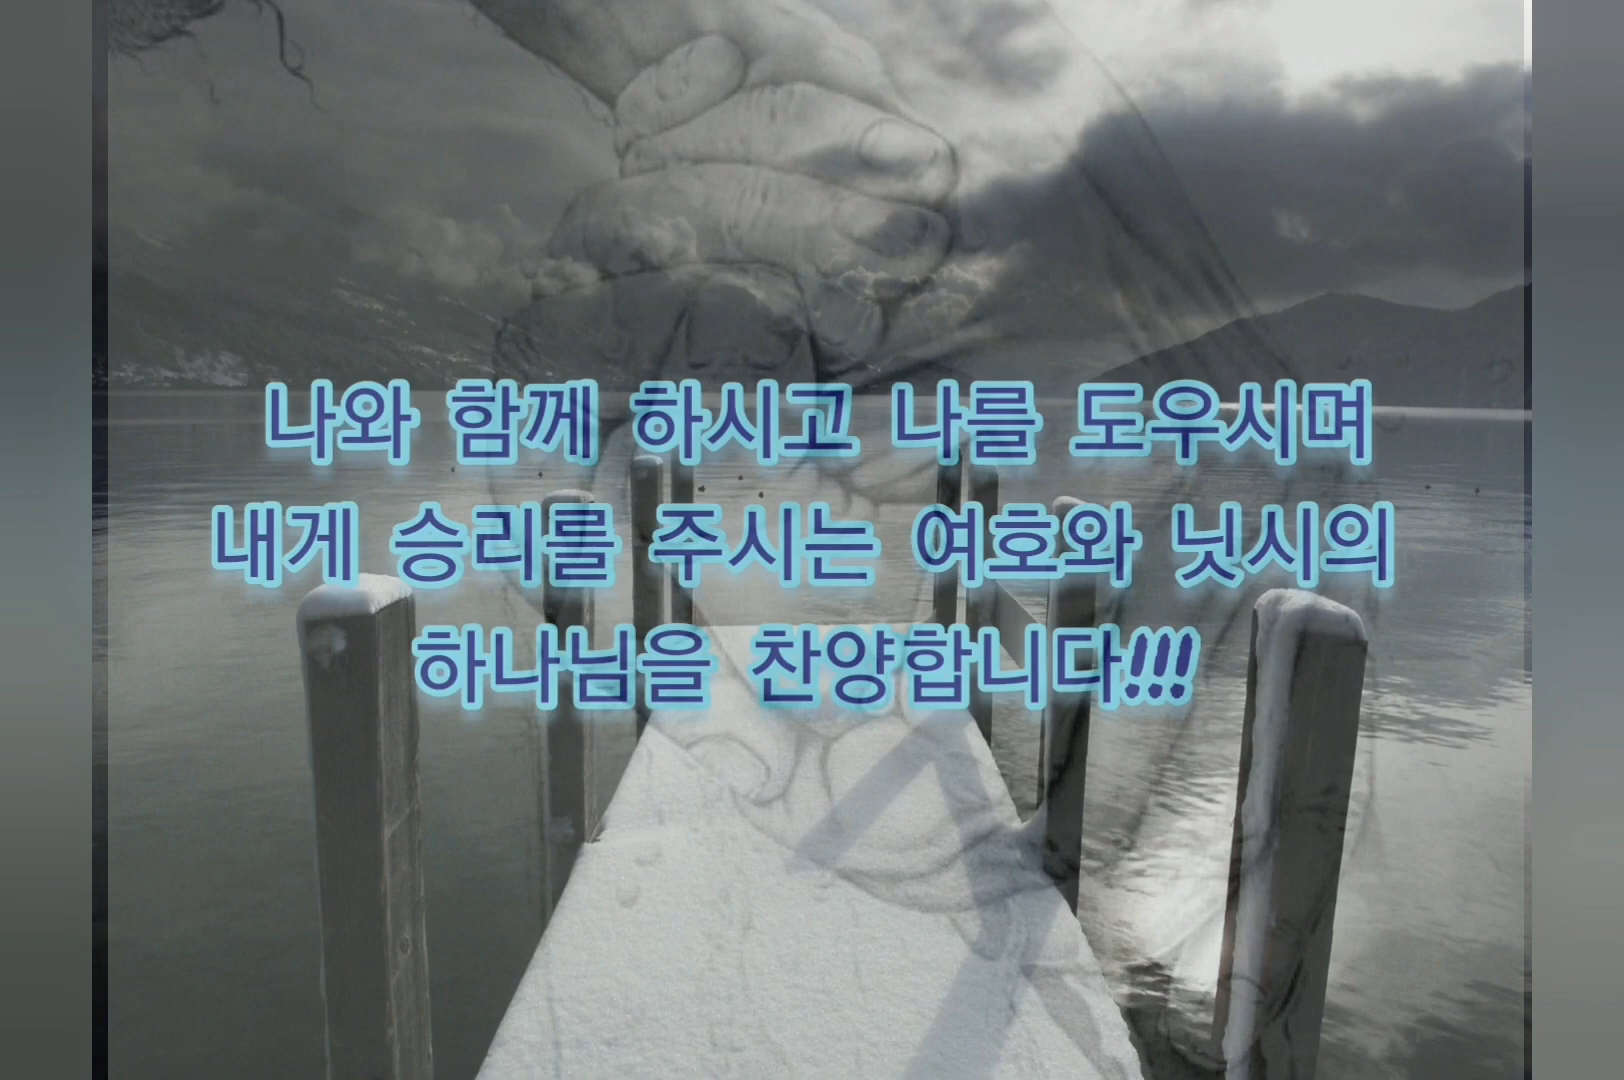 나와 함께 하시고 나를 도우시며
내게 승리를 주시는 여호와 닛시의
하나님을 찬양합니다!!!